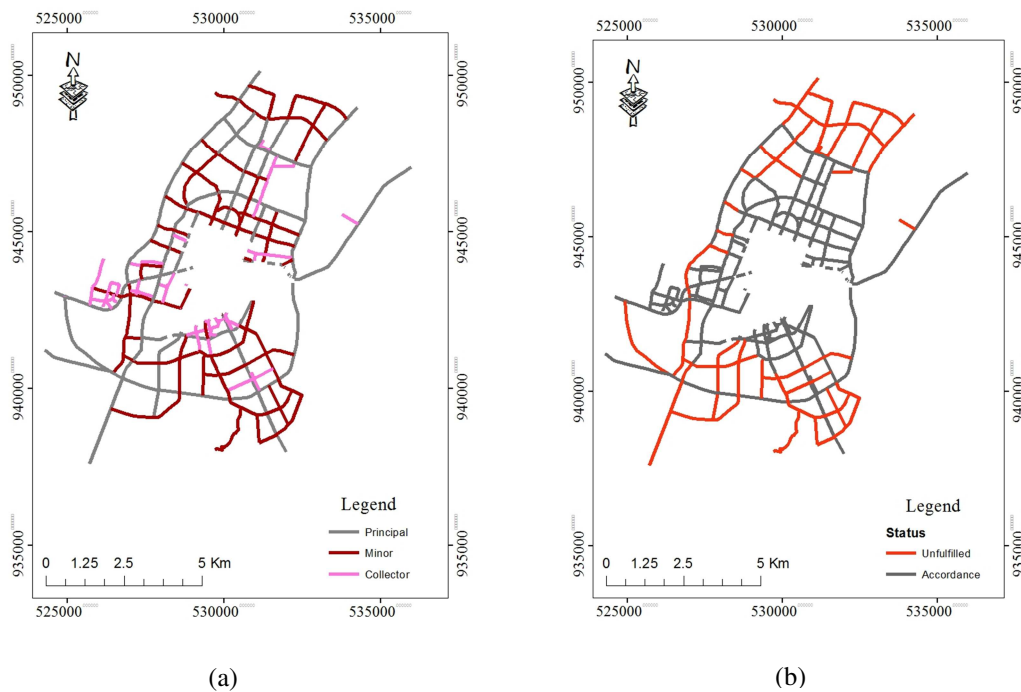 525000 530000 535000
N
950000 950000
945000 945000
940000 940000
935000 935000
Legend
Principal
Minor
Collector
0 1.25 2.5 5 Km
525000 530000 535000
(a)
525000 530000 535000
N
950000 950000
945000 945000
940000 940000
935000 935000
Legend
Status
Unfulfilled
Accordance
0 1.25 2.5 5 Km
525000 530000 535000
(b)